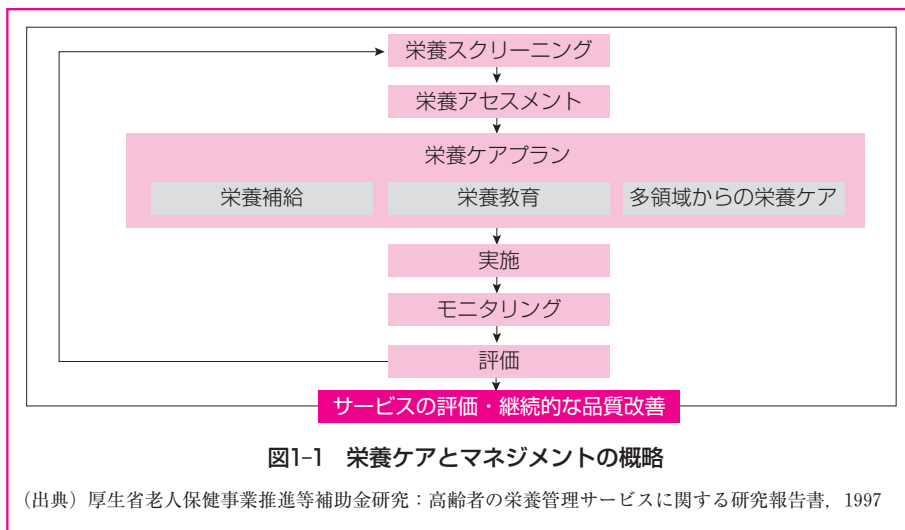 栄養スクリーニング
栄養アセスメント
栄養ケアプラン
栄養補給
栄養教育
多領域からの栄養ケア
実施
モニタリング
評価
サービスの評価・継続的な品質改善
図1-1 栄養ケアとマネジメントの概略
（出典）厚生省老人保健事業推進等補助金研究：高齢者の栄養管理サービスに関する研究報告書，1997